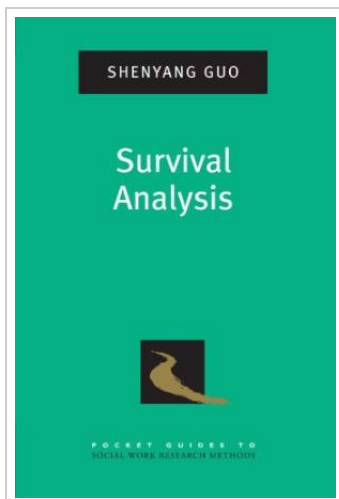 SHENYANG GUO
Survival
Analysis
POCKET GUIDES TO
SOCIAL WORK RESEARCH METHODS